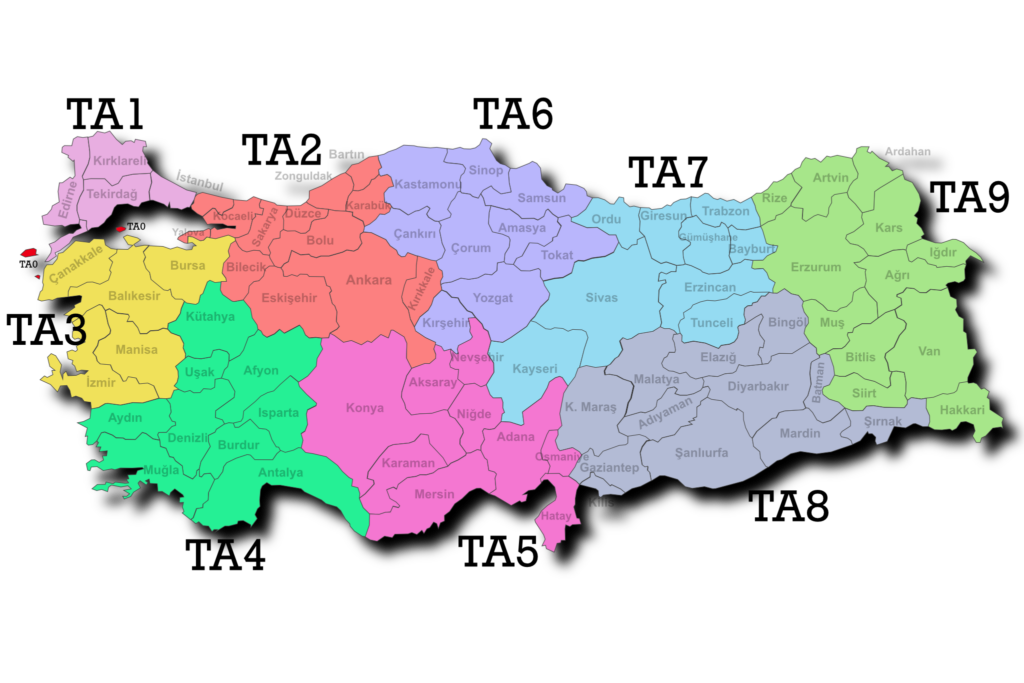 TA1
TA6
TA2
Bartın
Ardahan
Kırklareli
TA7
Zonguldak
Sinop
Artvin
TA9
İstanbul
Kastamonu
Tekirdağ
Edirne
Samsun
Rize
Karabük
Ordu
Giresun
Trabzon
Kocaeli
Düzce
Sakarya
TA0
Yalova
Çankırı
Amasya
Kars
Gümüşhane
Bolu
Çorum
Bayburt
Iğdır
TA0
Çanakkale
Bursa
Bilecik
Tokat
Erzurum
Ağrı
Ankara
Kırıkkale
Erzincan
Balıkesir
Eskişehir
Yozgat
Sivas
Kütahya
Kırşehir
Tunceli
Bingöl
Muş
TA3
Manisa
Nevşehir
Elazığ
Bitlis
Van
Uşak
Afyon
Kayseri
İzmir
Aksaray
Malatya
Diyarbakır
Batman
Siirt
Konya
K. Maraş
Hakkari
Aydın
Isparta
Niğde
Adıyaman
Şırnak
Denizli
Burdur
Adana
Mardin
Şanlıurfa
Osmaniye
Muğla
Antalya
Karaman
Gaziantep
Mersin
Kilis
TA8
Hatay
TA4
TA5